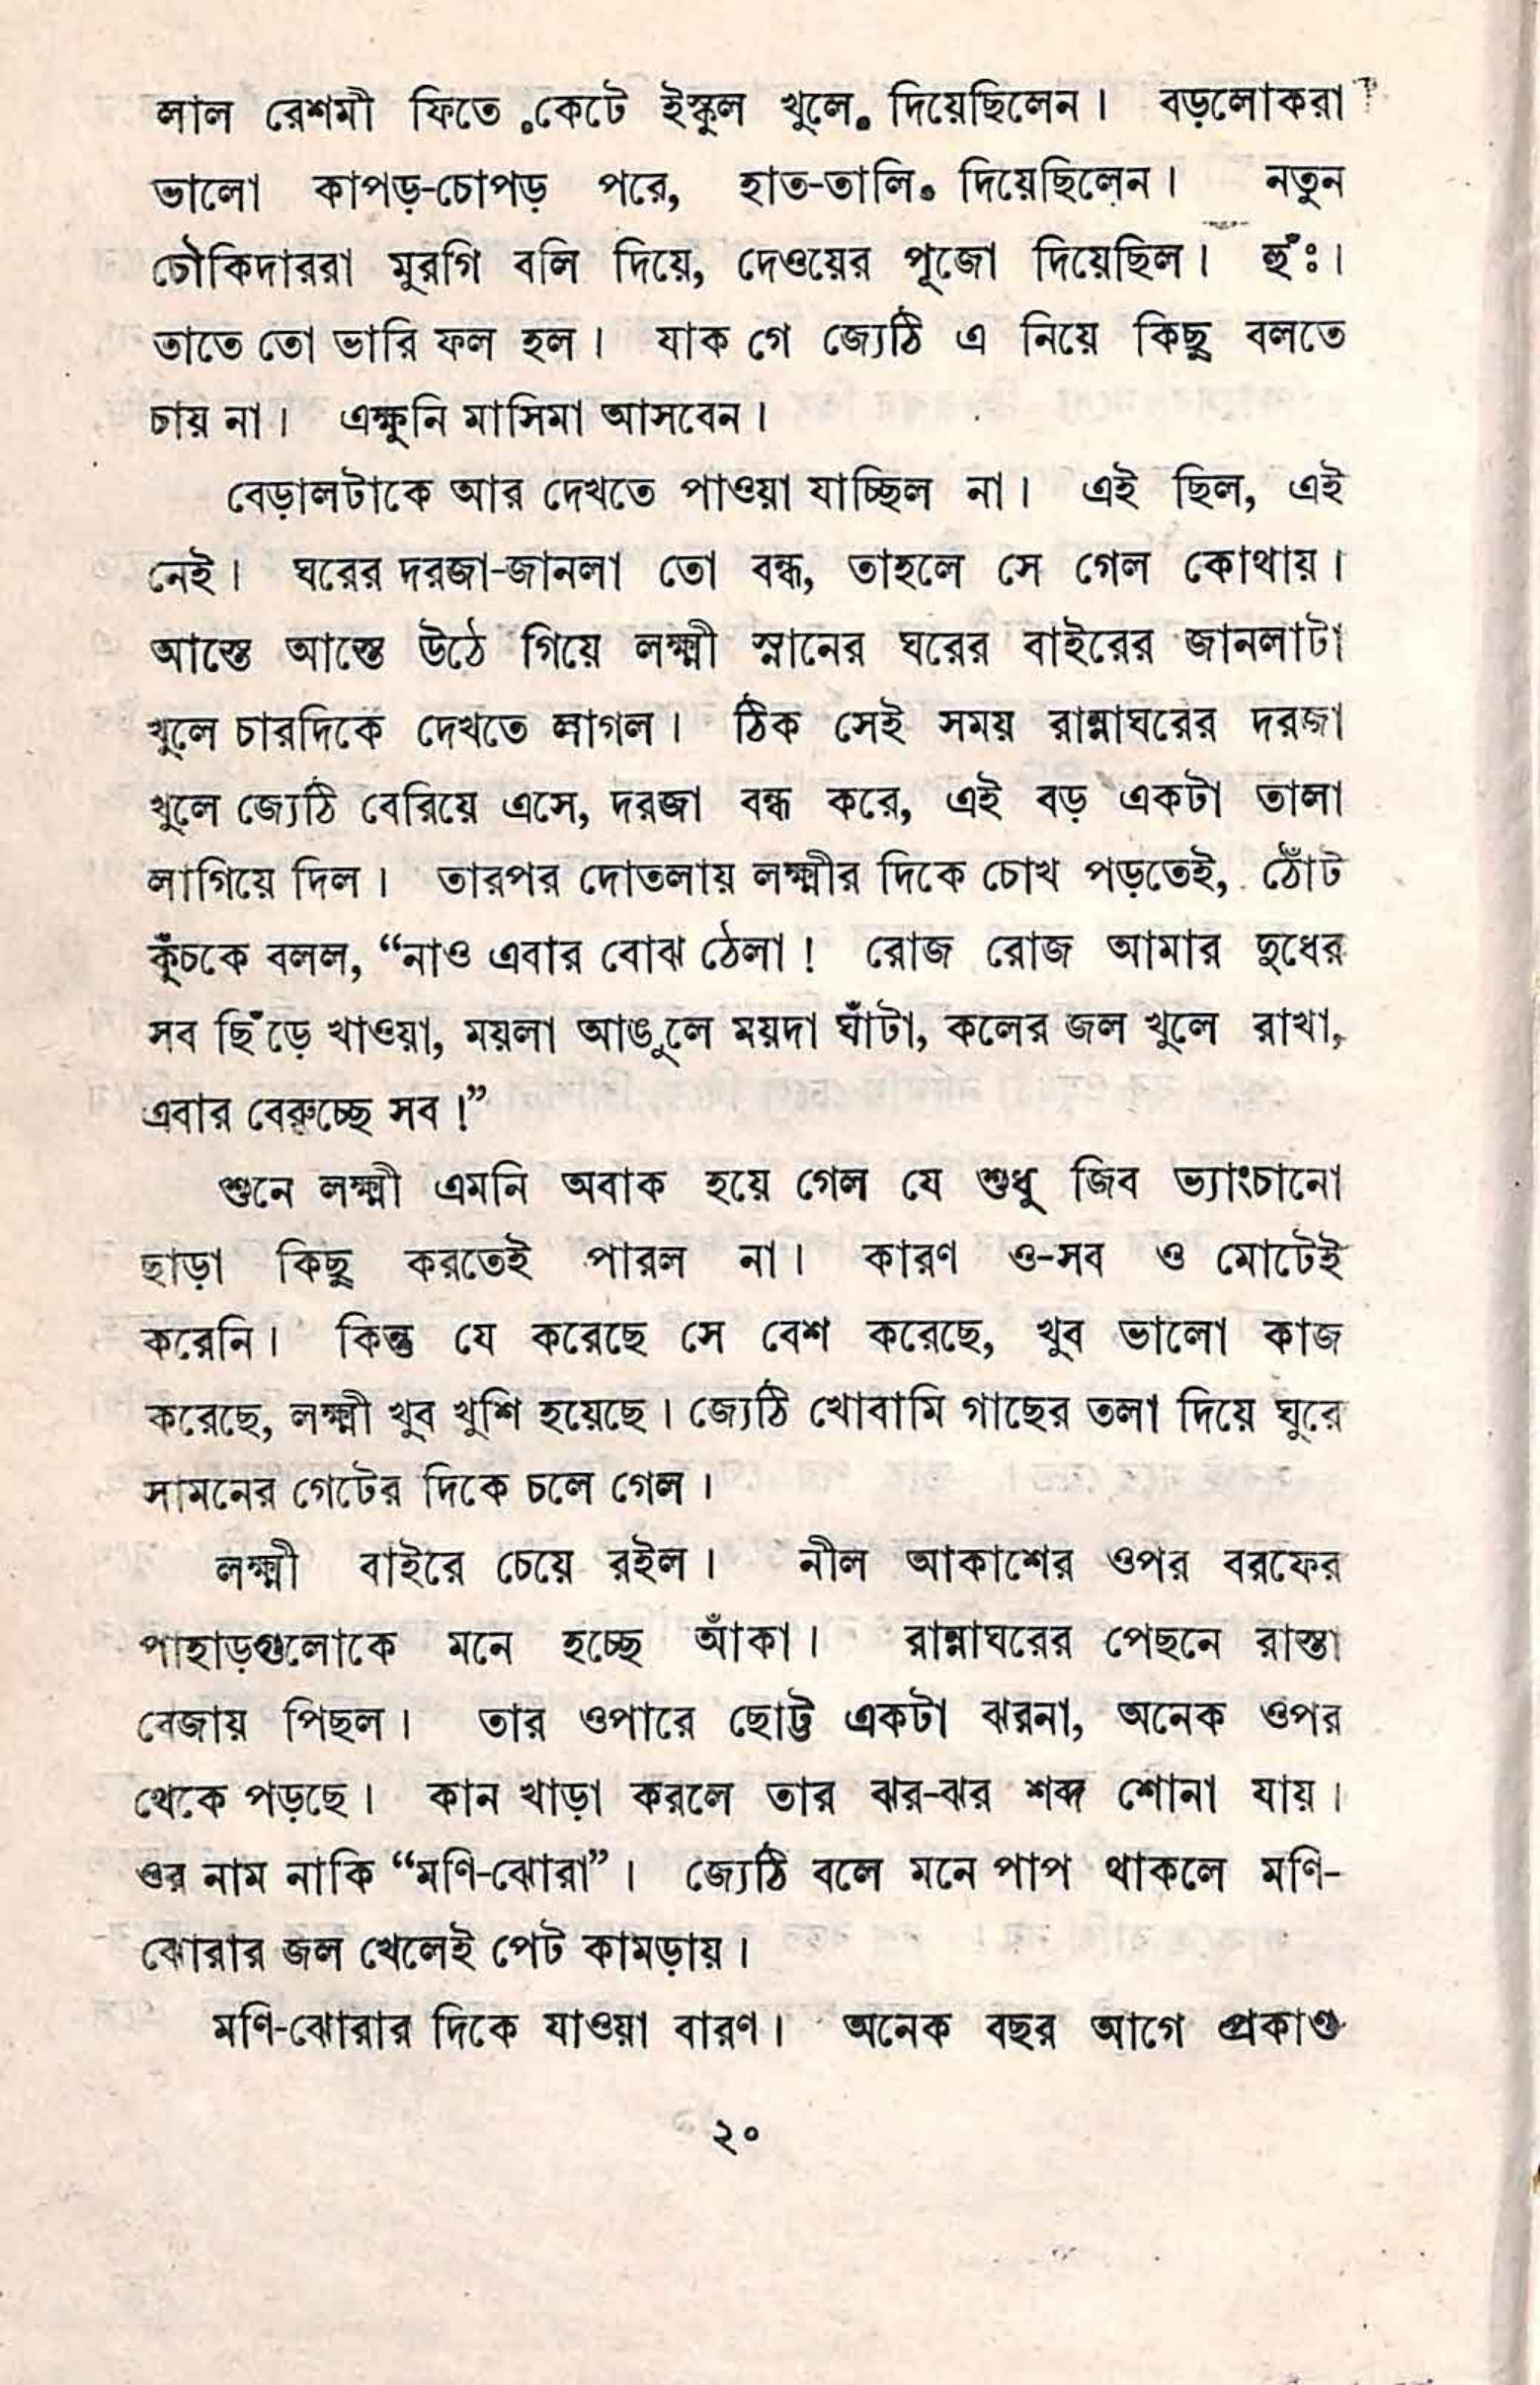 লাল রেশমী ফিতে কেটে ইস্কুল খুলে দিয়েছিলেন। বড়লোকরা
ভালো কাপড়-চোপড় পরে, হাত-তালি দিয়েছিলেন। নতুন
চৌকিদাররা মুরগি বলি দিয়ে, দেওয়ের পূজো দিয়েছিল। হুঁঃ।
তাতে তো ভারি ফল হল। যাক গে জ্যেঠি এ নিয়ে কিছু বলতে
চায় না। এক্ষুনি মাসিমা আসবেন।
বেড়ালটাকে আর দেখতে পাওয়া যাচ্ছিল না। এই ছিল, এই
নেই। ঘরের দরজা-জানলা তো বন্ধ, তাহলে সে গেল কোথায়।
আস্তে আস্তে উঠে গিয়ে লক্ষ্মী স্নানের ঘরের বাইরের জানলাটা
খুলে চারদিকে দেখতে লাগল। ঠিক সেই সময় রান্নাঘরের দরজা
খুলে জ্যেঠি বেরিয়ে এসে, দরজা বন্ধ করে, এই বড় একটা তালা
লাগিয়ে দিল। তারপর দোতলায় লক্ষ্মীর দিকে চোখ পড়তেই, ঠোঁট
কুঁচকে বলল, “নাও এবার বোঝ ঠেলা! রোজ রোজ আমার দুধের
সব ছিঁড়ে খাওয়া, ময়লা আঙুলে ময়দা ঘাঁটা, কলের জল খুলে রাখা,
এবার বেরুচ্ছে সব!”
শুনে লক্ষ্মী এমনি অবাক হয়ে গেল যে শুধু জিব ভ্যাংচানো
ছাড়া কিছু করতেই পারল না। কারণ ও-সব ও মোটেই
করেনি। কিন্তু যে করেছে সে বেশ করেছে, খুব ভালো কাজ
করেছে, লক্ষ্মী খুব খুশি হয়েছে। জ্যেঠি খোবামি গাছের তলা দিয়ে ঘুরে
সামনের গেটের দিকে চলে গেল।
লক্ষ্মী বাইরে চেয়ে রইল। নীল আকাশের ওপর বরফের
পাহাড়গুলোকে মনে হচ্ছে আঁকা। রান্নাঘরের পেছনে রাস্তা
বেজায় পিছল। তার ওপারে ছোট্ট একটা ঝরনা, অনেক ওপর
থেকে পড়ছে। কান খাড়া করলে তার ঝর-ঝর শব্দ শোনা যায়।
ওর নাম নাকি “মণি-ঝোরা”। জ্যেঠি বলে মনে পাপ থাকলে মণি-
ঝোরার জল খেলেই পেট কামড়ায়।
মণি-ঝোরার দিকে যাওয়া বারণ। অনেক বছর আগে প্রকাণ্ড
২০